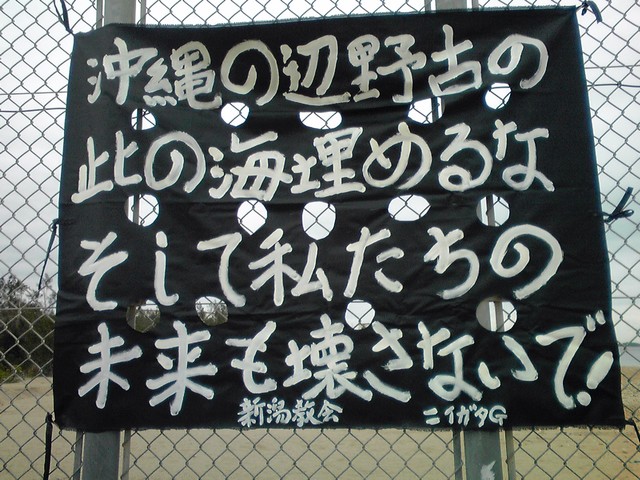 沖縄の辺野古の
此の海埋めるな
そして私たちの
未来も壊さないで!
新潟教会 ニイガタG